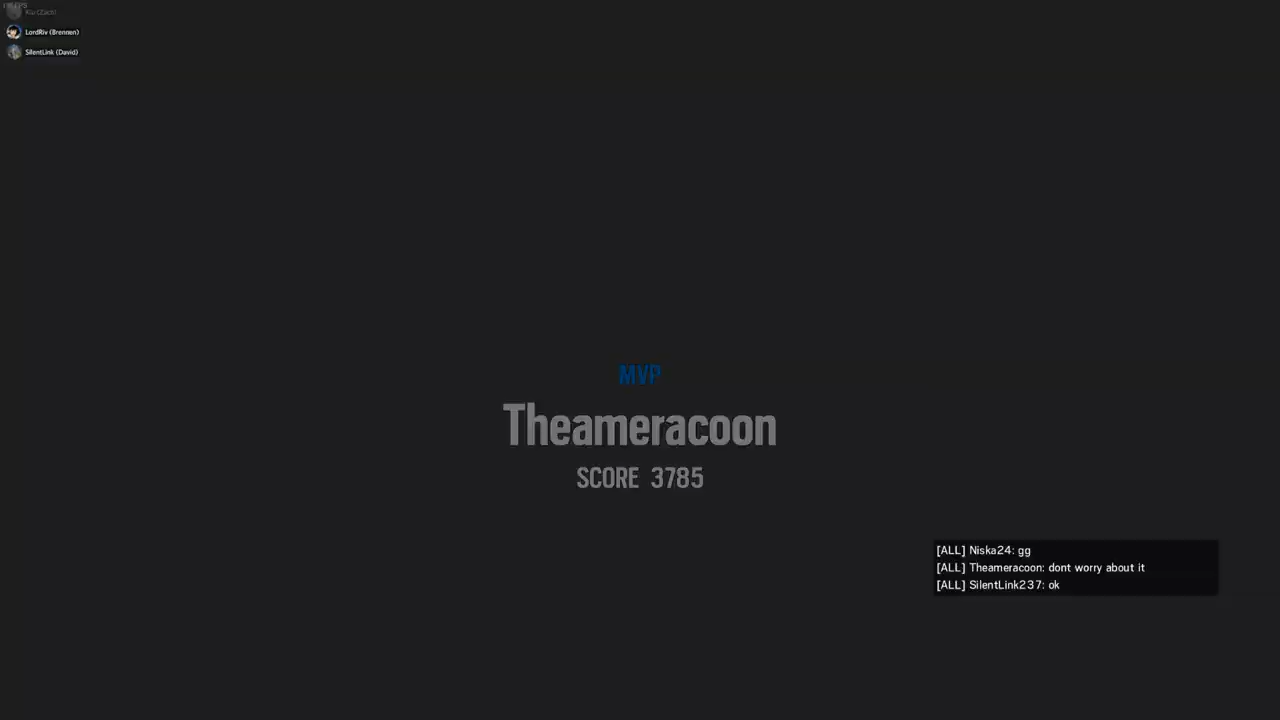 LordRiv (Brennen)
SilentLink (David)
MVP
Theameracoon
SCORE 3785
[ALL] Niska24: gg
[ALL] Theameracoon: dont worry about it
[ALL] SilentLink237: ok